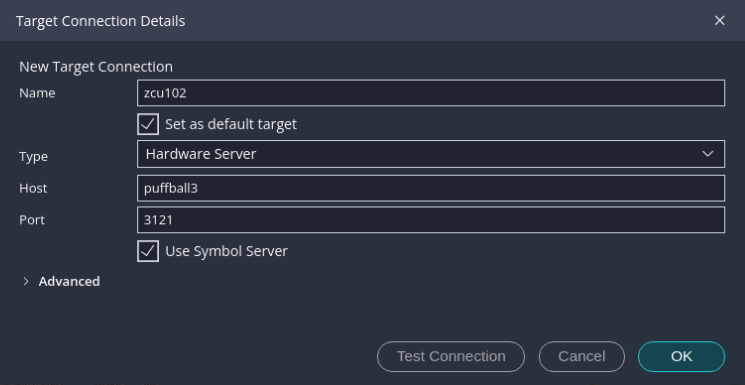 Target Connection Details
New Target Connection
Name zcu102
Set as default target
Type Hardware Server
Host puffball3
Port 3121
Use Symbol Server
Advanced
Test Connection Cancel OK